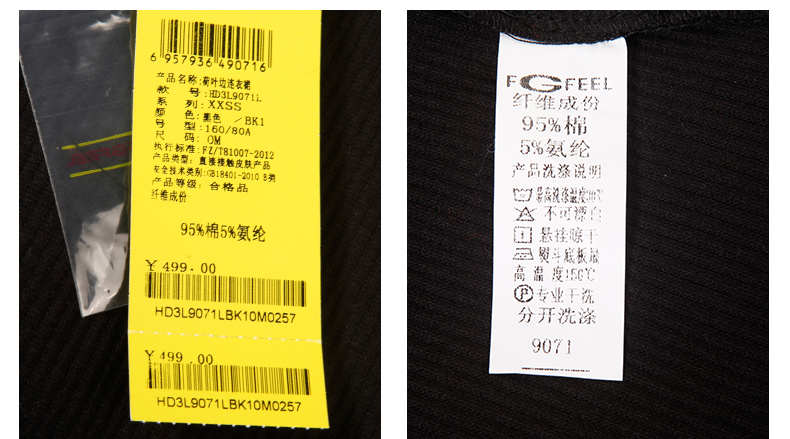 6 957936 490716
产品名称:荷叶边连衣裙
款 号:HD3L9071L
系 列:XXSS
颜 色:黑色 /BK1
号 型:160/80A
尺 码: OM
执行标准:FZ/T81007-2012
产品类型: 直接接触皮肤产品
安全技术类别:GB18401-2010 B类
产品等级: 合格品
纤维成份
95%棉5%氨纶
¥ 499.00
HD3L9071LBK10M0257
¥ 499.00
HD3L9071LBK10M0257
FGFEEL
纤维成份
95%棉
5%氨纶
产品洗涤说明
不可漂白
悬挂晾干
熨斗底板最
高温度150℃
P 专业干洗
分开洗涤
9071